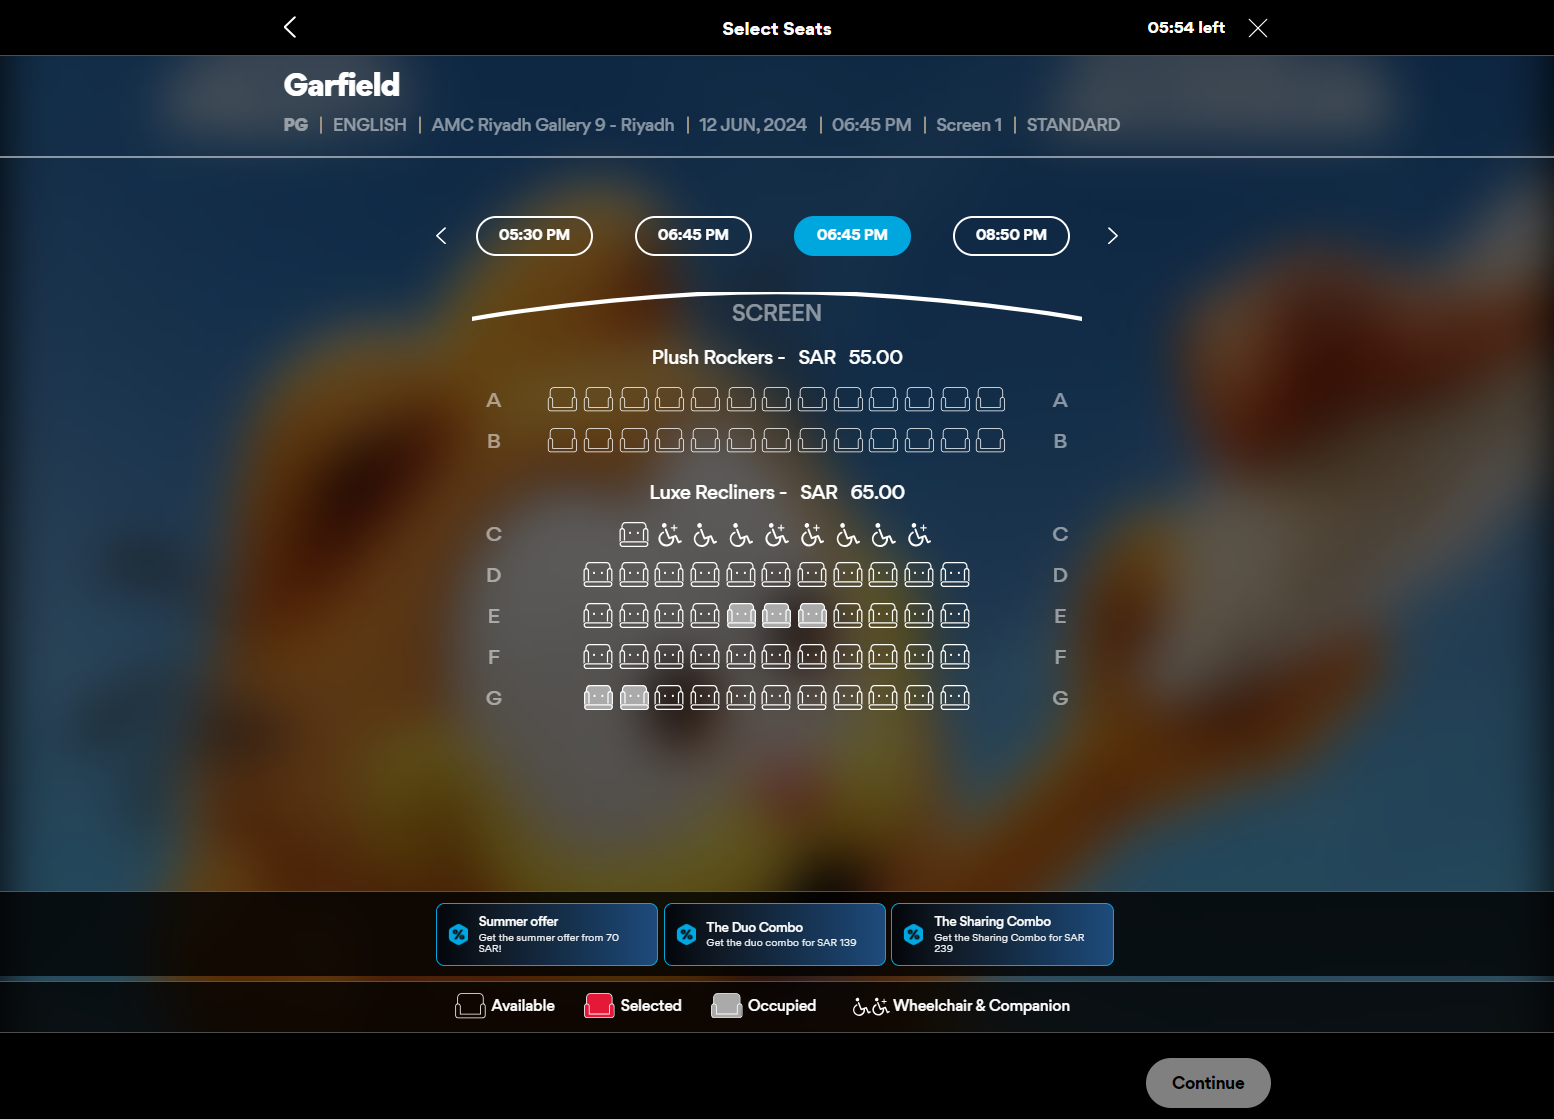 Select Seats
05:54 left
Garfield
PG | ENGLISH | AMC Riyadh Gallery 9 - Riyadh | 12 JUN, 2024 | 06:45 PM | Screen 1 | STANDARD
05:30 PM
06:45 PM
06:45 PM
08:50 PM
SCREEN
Plush Rockers - SAR 55.00
A A
B B
Luxe Recliners - SAR 65.00
C C
D D
E E
F F
G G
Summer offer
Get the summer offer from 70
SAR!
The Duo Combo
Get the duo combo for SAR 139
The Sharing Combo
Get the Sharing Combo for SAR
239
Available
Selected
Occupied
Wheelchair & Companion
Continue